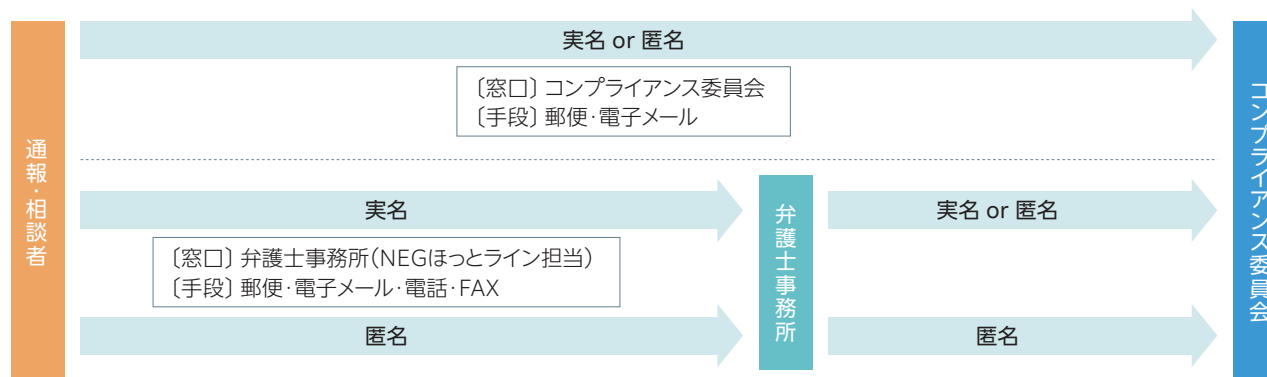 通報・相談者
実名 or 匿名
〔窓口〕コンプライアンス委員会
〔手段〕郵便・電子メール
実名
〔窓口〕弁護士事務所(NEGほっとライン担当)
〔手段〕郵便・電子メール・電話・FAX
匿名
弁護士事務所
実名 or 匿名
匿名
コンプライアンス委員会